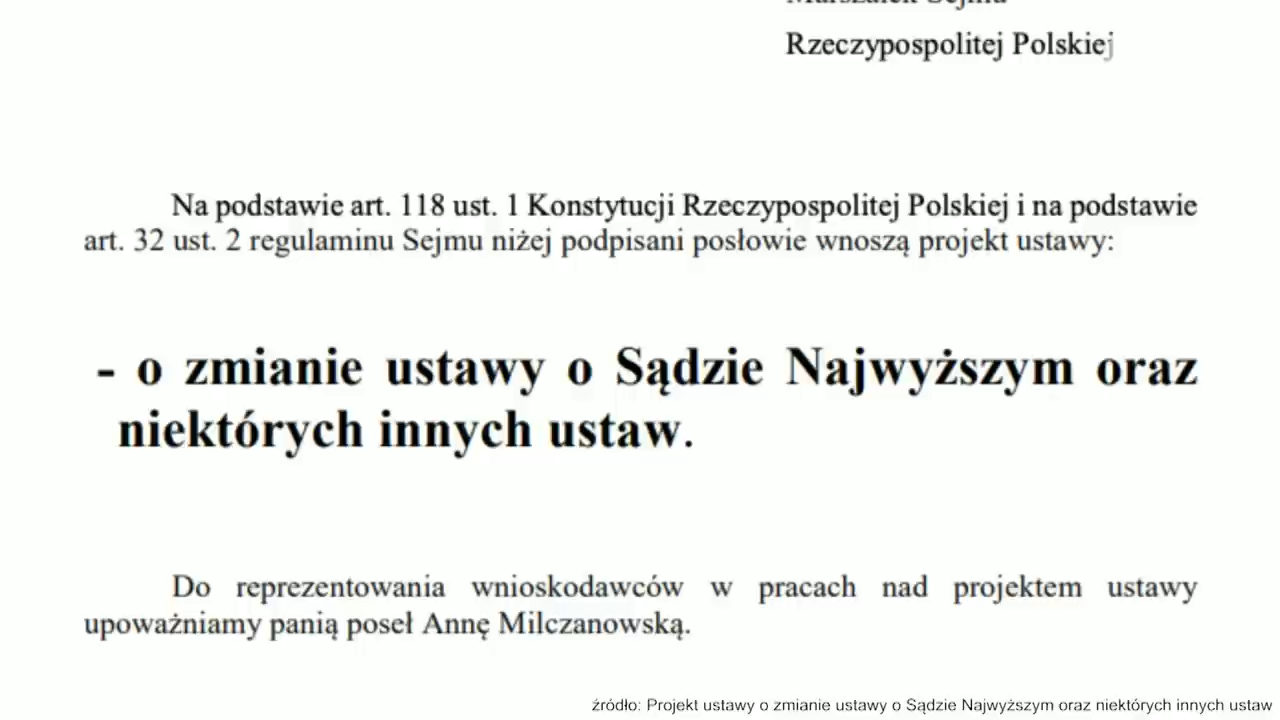 Marszałek Sejmu
Rzeczypospolitej Polskiej
Na podstawie art. 118 ust. 1 Konstytucji Rzeczypospolitej Polskiej i na podstawie
art. 32 ust. 2 regulaminu Sejmu niżej podpisani posłowie wnoszą projekt ustawy:
- o zmianie ustawy o Sądzie Najwyższym oraz
niektórych innych ustaw.
Do reprezentowania wnioskodawców w pracach nad projektem ustawy
upoważniamy panią poseł Annę Milczanowską.
źródło: Projekt ustawy o zmianie ustawy o Sądzie Najwyższym oraz niektórych innych ustaw